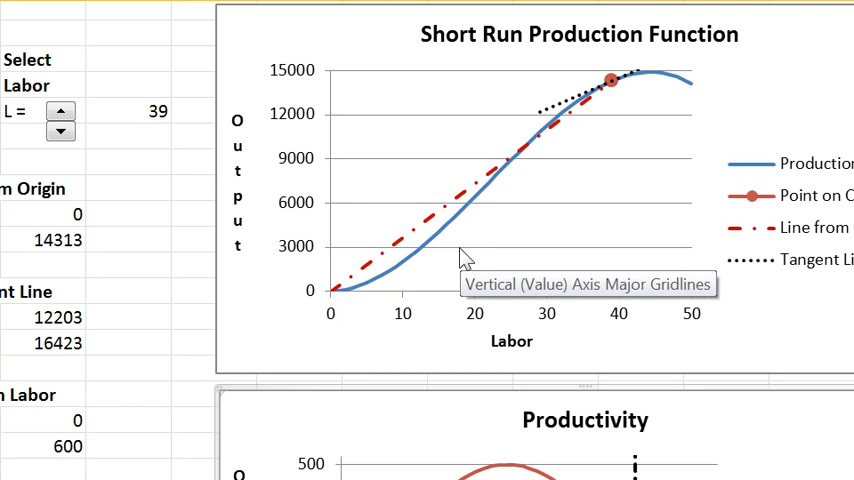 Select
Labor
L =
39
m Origin
0
14313
nt Line
12203
16423
n Labor
0
600
Short Run Production Function
Output
15000
12000
9000
6000
3000
0
0 10 20 30 40 50
Labor
Productio
Point on C
Line from
Tangent Li
Vertical (Value) Axis Major Gridlines
Productivity
500
O